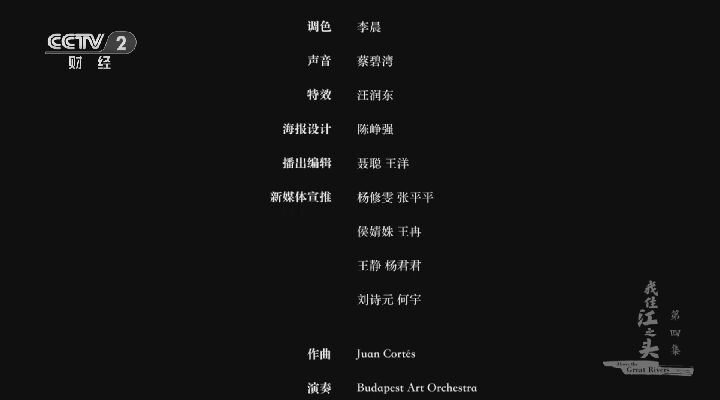 CCTV 2
财经
调色 李晨
声音 蔡碧湾
特效 汪润东
海报设计 陈峥强
播出编辑 聂聪 王洋
新媒体宣推 杨修雯 张平平
侯婧姝 王冉
王静 杨君君
刘诗元 何宇
作曲 Juan Cortés
演奏 Budapest Art Orchestra
我住江之头
第四集
Above the
Great Rivers